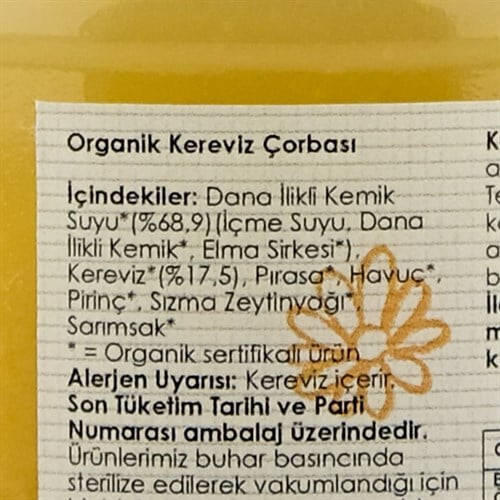 Organik Kereviz Çorbası
İçindekiler: Dana İlikli Kemik
Suyu*(%68,9)(İçme Suyu, Dana
İlikli Kemik*, Elma Sirkesi*),
Kereviz*(%17,5), Pırasa*, Havuç*,
Pirinç*, Sızma Zeytinyağı*,
Sarımsak*
* = Organik sertifikalı ürün
Alerjen Uyarısı: Kereviz içerir.
Son Tüketim Tarihi ve Parti
Numarası ambalaj üzerindedir.
Ürünlerimiz buhar basıncında
sterilize edilerek vakumlandığı için